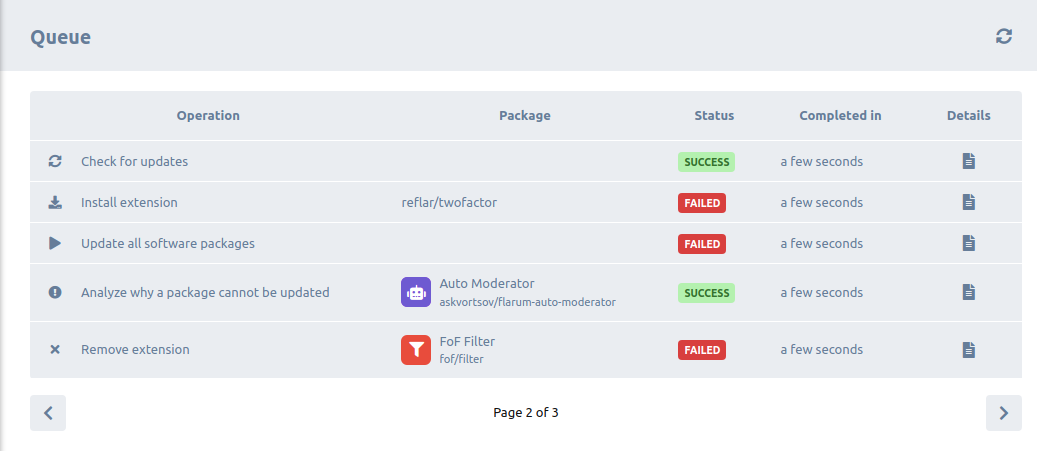 Queue
Operation Package Status Completed in Details
Check for updates SUCCESS a few seconds
Install extension reflar/twofactor FAILED a few seconds
Update all software packages FAILED a few seconds
Analyze why a package cannot be updated Auto Moderator SUCCESS a few seconds
askvortsov/flarum-auto-moderator
Remove extension FoF Filter FAILED a few seconds
fof/filter
Page 2 of 3